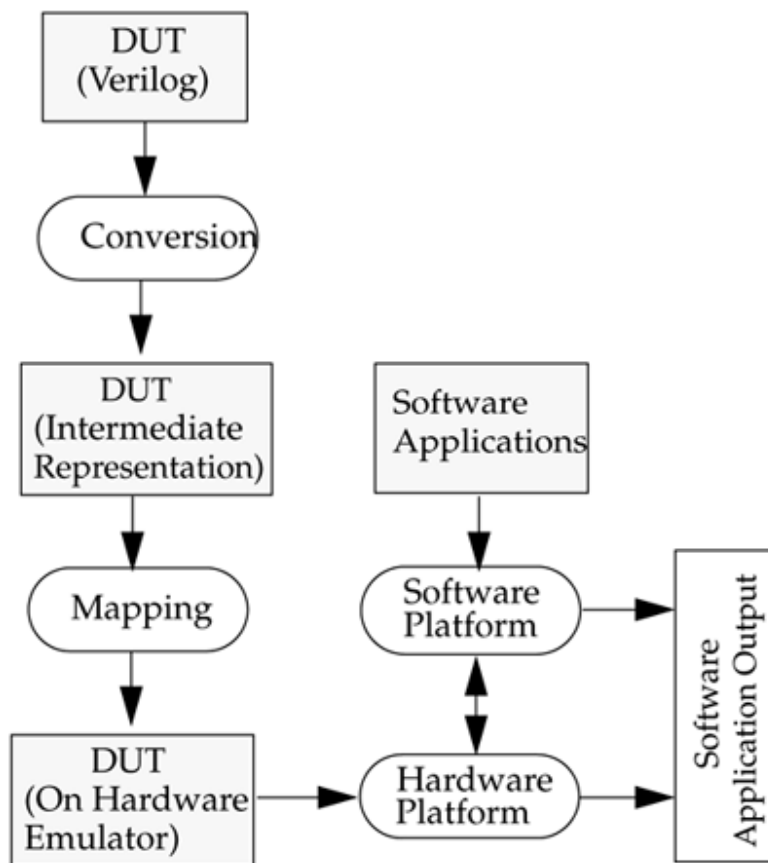 DUT
(Verilog)
Conversion
DUT
(Intermediate
Representation)
Software
Applications
Mapping
Software
Platform
DUT
(On Hardware
Emulator)
Hardware
Platform
Software
Application Output